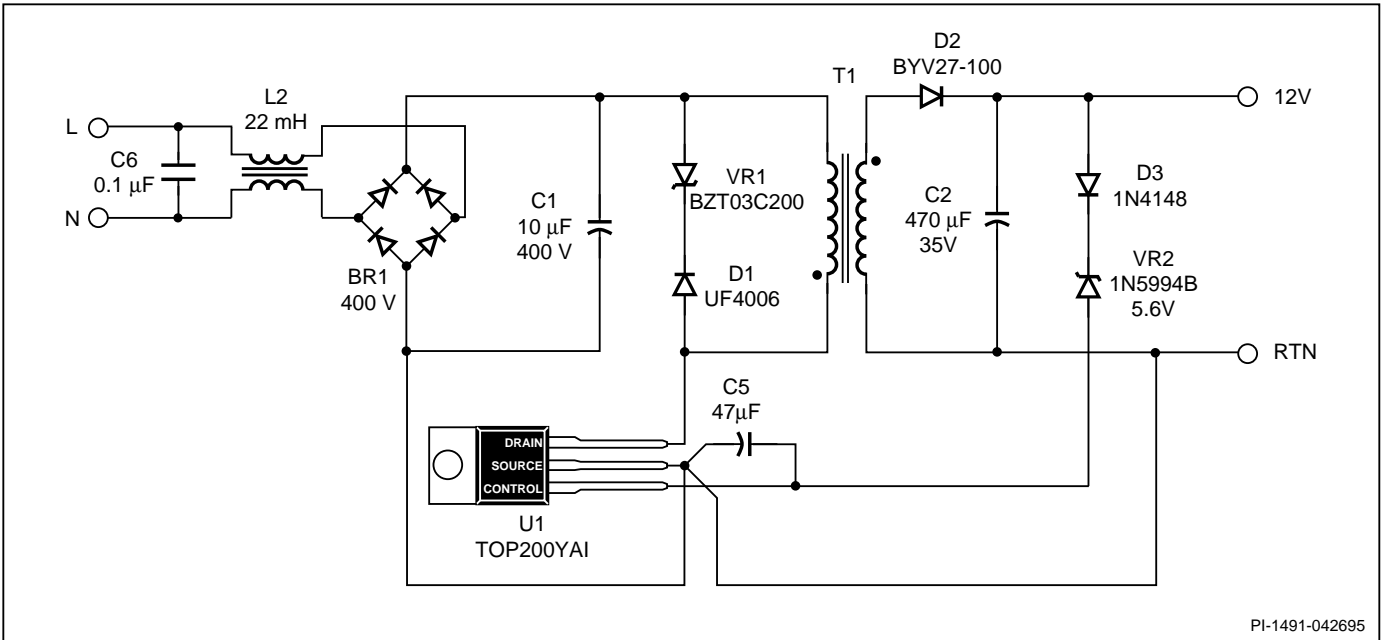 D2
BYV27-100
T1
12V
L2
22 mH
L
C6
0.1 μF
N
VR1
BZT03C200
C1
10 μF
400 V
C2
470 μF
35V
D3
1N4148
BR1
400 V
D1
UF4006
VR2
1N5994B
5.6V
RTN
C5
47μF
DRAIN
SOURCE
CONTROL
U1
TOP200YAI
PI-1491-042695